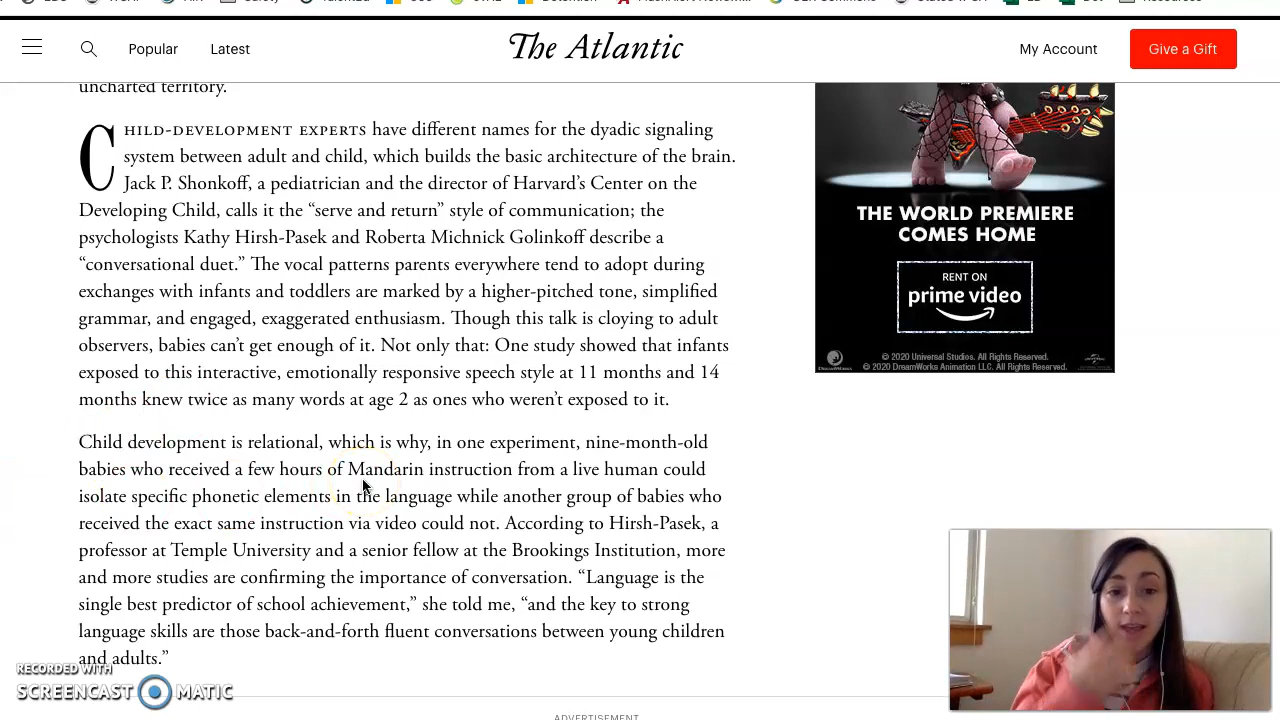 Popular
Latest
The Atlantic
My Account
Give a Gift
uncharted territory.
CHILD-DEVELOPMENT EXPERTS have different names for the dyadic signaling
system between adult and child, which builds the basic architecture of the brain.
Jack P. Shonkoff, a pediatrician and the director of Harvard’s Center on the
Developing Child, calls it the “serve and return” style of communication; the
psychologists Kathy Hirsh-Pasek and Roberta Michnick Golinkoff describe a
“conversational duet.” The vocal patterns parents everywhere tend to adopt during
exchanges with infants and toddlers are marked by a higher-pitched tone, simplified
grammar, and engaged, exaggerated enthusiasm. Though this talk is cloying to adult
observers, babies can’t get enough of it. Not only that: One study showed that infants
exposed to this interactive, emotionally responsive speech style at 11 months and 14
months knew twice as many words at age 2 as ones who weren’t exposed to it.
Child development is relational, which is why, in one experiment, nine-month-old
babies who received a few hours of Mandarin instruction from a live human could
isolate specific phonetic elements in the language while another group of babies who
received the exact same instruction via video could not. According to Hirsh-Pasek, a
professor at Temple University and a senior fellow at the Brookings Institution, more
and more studies are confirming the importance of conversation. “Language is the
single best predictor of school achievement,” she told me, “and the key to strong
language skills are those back-and-forth fluent conversations between young children
and adults.”
THE WORLD PREMIERE
COMES HOME
RENT ON
prime video
© 2020 Universal Studios. All Rights Reserved.
© 2020 DreamWorks Animation LLC. All Rights Reserved.
RECORDED WITH
SCREENCAST MATIC
ADVERTISEMENT